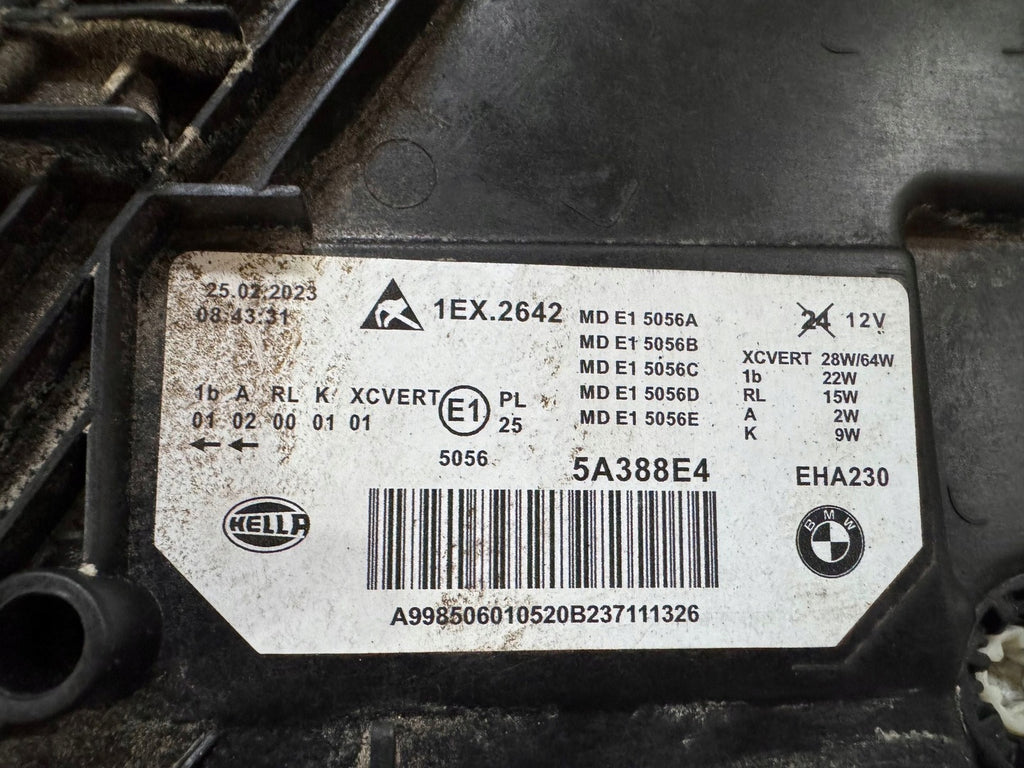 25.02.2023
08:43:31
1EX.2642
MD E1 5056A
MD E1 5056B
MD E1 5056C
MD E1 5056D
MD E1 5056E
24 12V
XCVERT 28W/64W
1b 22W
RL 15W
A 2W
K 9W
1b A RL K XCVERT
01 02 00 01 01
E1
PL
25
5056
5A388E4
EHA230
HELLA
BMW
A998506010520B237111326